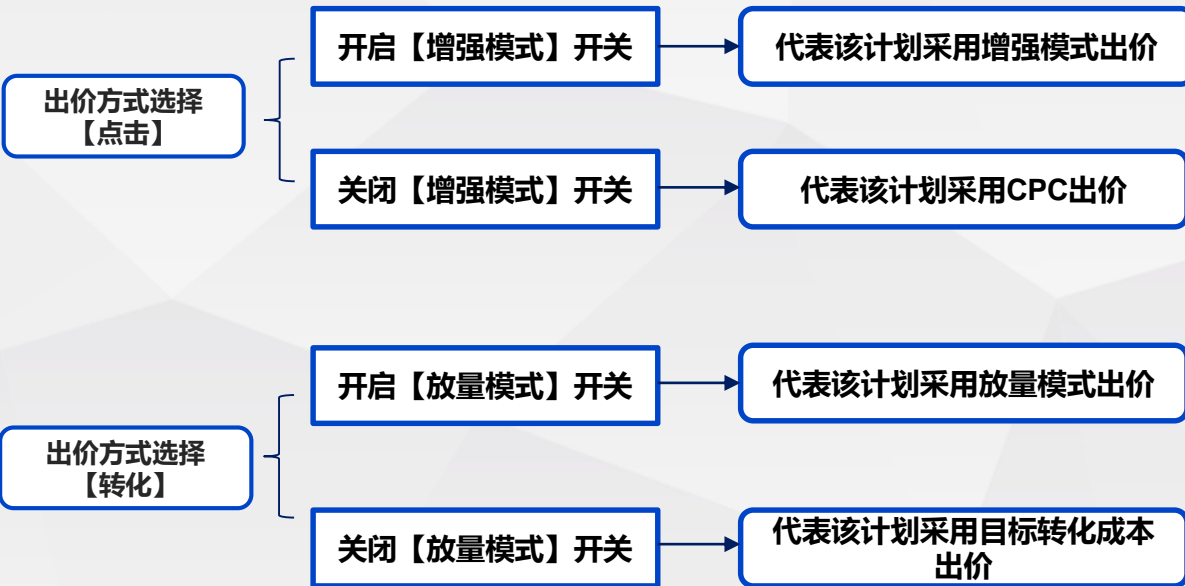 出价方式选择
【点击】
开启【增强模式】开关
代表该计划采用增强模式出价
关闭【增强模式】开关
代表该计划采用CPC出价
出价方式选择
【转化】
开启【放量模式】开关
代表该计划采用放量模式出价
关闭【放量模式】开关
代表该计划采用目标转化成本
出价